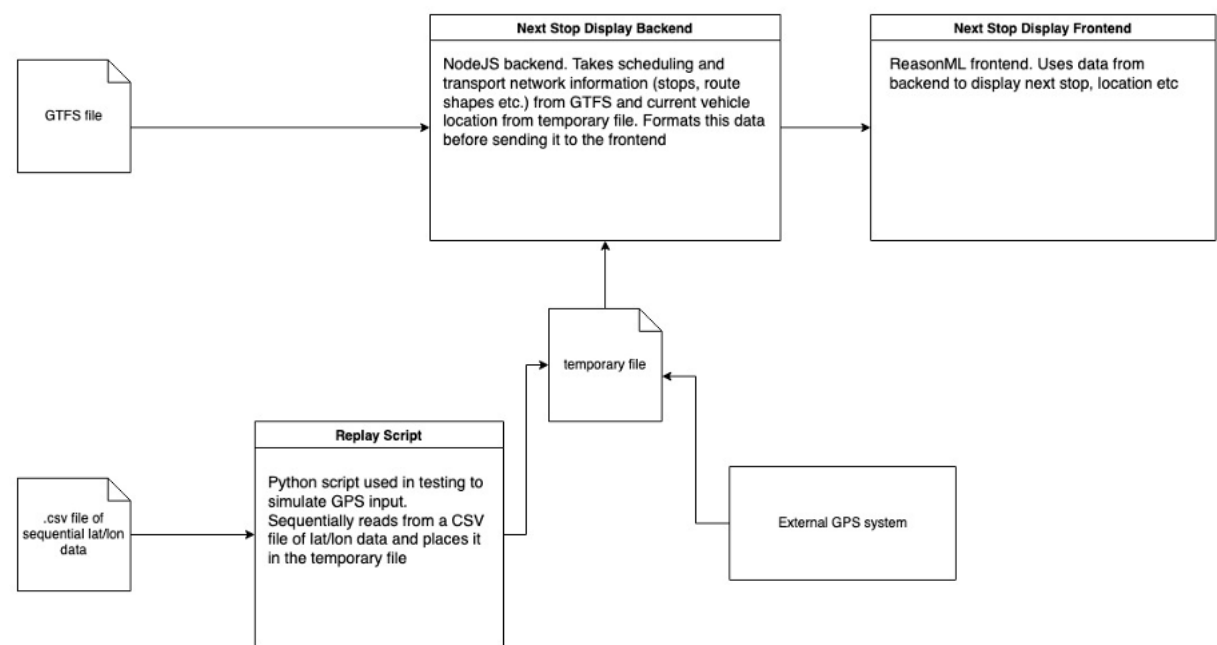 Next Stop Display Backend
NodeJS backend. Takes scheduling and
transport network information (stops, route
shapes etc.) from GTFS and current vehicle
location from temporary file. Formats this data
before sending it to the frontend
Next Stop Display Frontend
ReasonML frontend. Uses data from
backend to display next stop, location etc
GTFS file
temporary file
Replay Script
Python script used in testing to
simulate GPS input.
Sequentially reads from a CSV
file of lat/lon data and places it
in the temporary file
.csv file of
sequential lat/lon
data
External GPS system